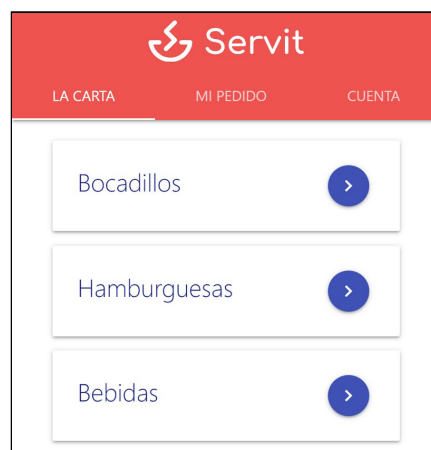 Servit
LA CARTA MI PEDIDO CUENTA
Bocadillos
Hamburguesas
Bebidas